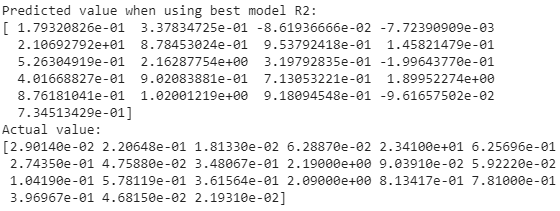 Predicted value when using best model R2:
[ 1.79320826e-01 3.37834725e-01 -8.61936666e-02 -7.72390909e-03
2.10692792e+01 8.78453024e-01 9.53792418e-01 1.45821479e-01
5.26304919e-01 2.16287754e+00 3.19792835e-01 -1.99643770e-01
4.01668827e-01 9.02083881e-01 7.13053221e-01 1.89952274e+00
8.76181041e-01 1.02001219e+00 9.18094548e-01 -9.61657502e-02
7.34513429e-01]
Actual value:
[2.90140e-02 2.20648e-01 1.81330e-02 6.28870e-02 2.34100e+01 6.25696e-01
2.74350e-01 4.75880e-02 3.48067e-01 2.19000e+00 9.03910e-02 5.92220e-02
1.04190e-01 5.78119e-01 3.61564e-01 2.09000e+00 8.13417e-01 7.81000e-01
3.96967e-01 4.68150e-02 2.19310e-02]